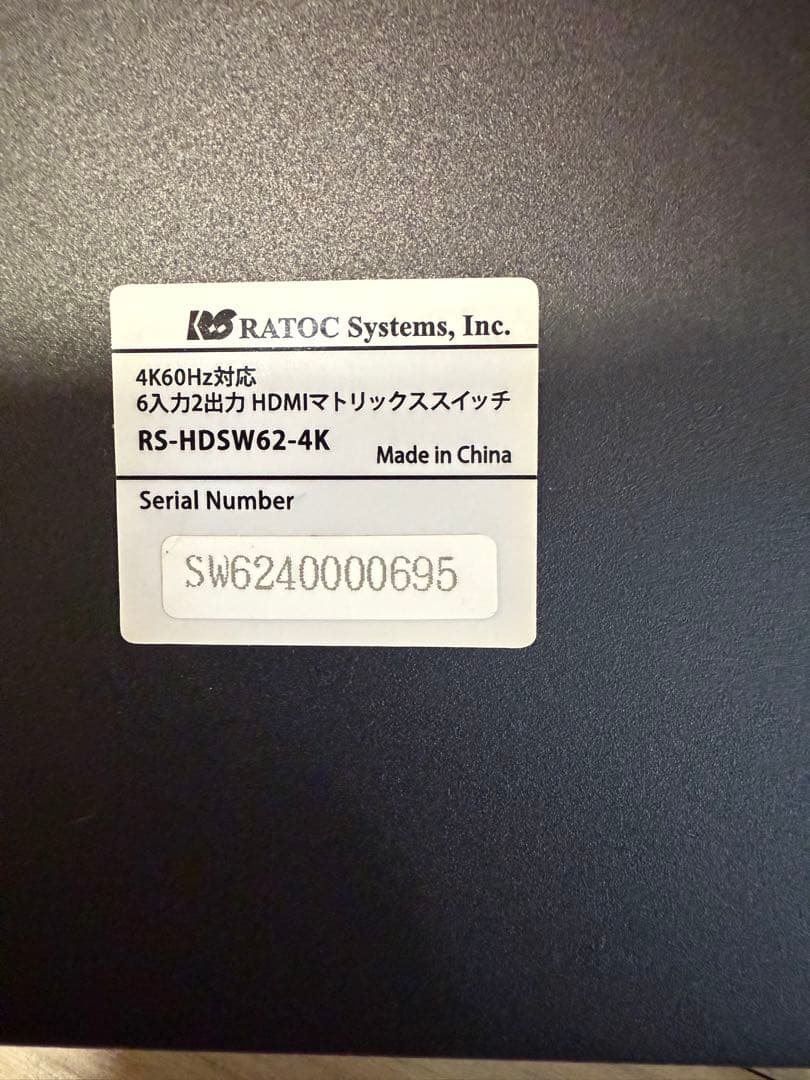 RS RATOC Systems, Inc.
4K60Hz対応
6入力2出力 HDMIマトリックススイッチ
RS-HDSW62-4K
Made in China
Serial Number
SW6240000695